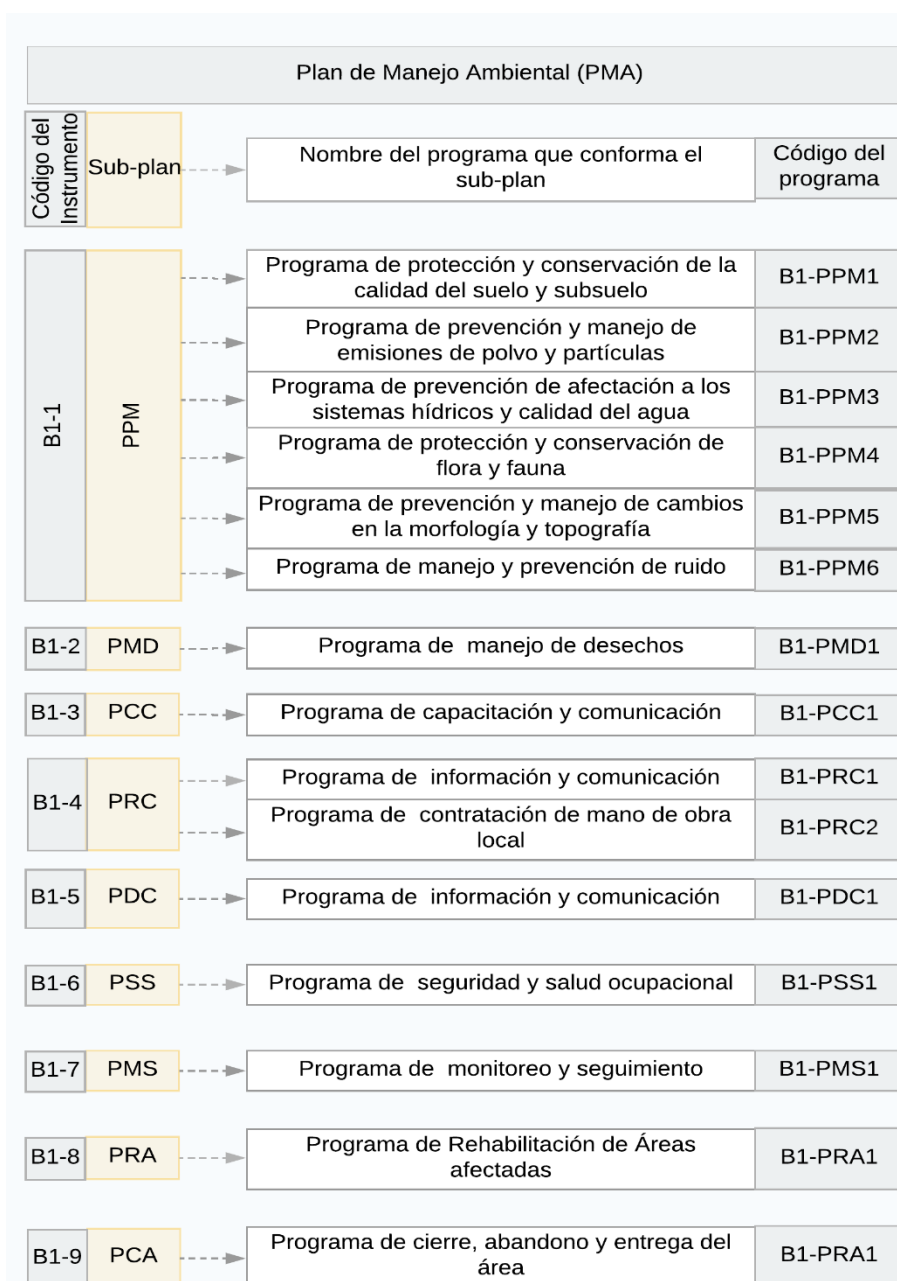 Plan de Manejo Ambiental (PMA)
Código del
Instrumento
Sub-plan
Nombre del programa que conforma el
sub-plan
Código del
programa
B1-1
PPM
Programa de protección y conservación de la
calidad del suelo y subsuelo
B1-PPM1
Programa de prevención y manejo de
emisiones de polvo y partículas
B1-PPM2
Programa de prevención de afectación a los
sistemas hídricos y calidad del agua
B1-PPM3
Programa de protección y conservación de
flora y fauna
B1-PPM4
Programa de prevención y manejo de cambios
en la morfología y topografía
B1-PPM5
Programa de manejo y prevención de ruido
B1-PPM6
B1-2
PMD
Programa de  manejo de desechos
B1-PMD1
B1-3
PCC
Programa de capacitación y comunicación
B1-PCC1
B1-4
PRC
Programa de  información y comunicación
B1-PRC1
Programa de  contratación de mano de obra
local
B1-PRC2
B1-5
PDC
Programa de  información y comunicación
B1-PDC1
B1-6
PSS
Programa de  seguridad y salud ocupacional
B1-PSS1
B1-7
PMS
Programa de  monitoreo y seguimiento
B1-PMS1
B1-8
PRA
Programa de Rehabilitación de Áreas
afectadas
B1-PRA1
B1-9
PCA
Programa de cierre, abandono y entrega del
área
B1-PRA1